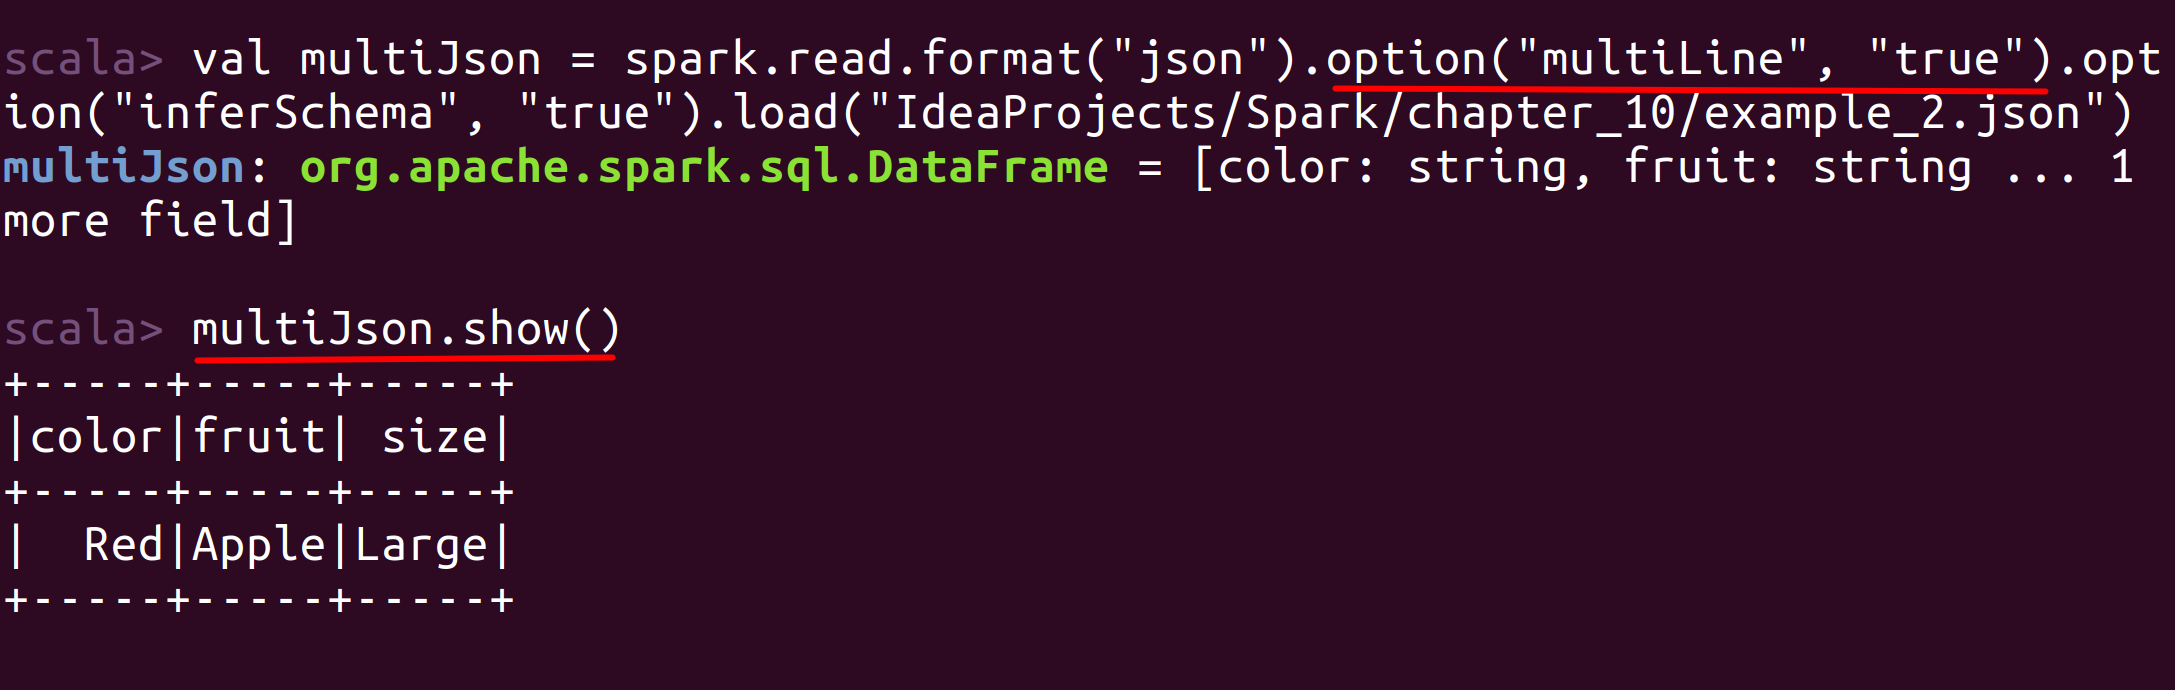 scala> val multiJson = spark.read.format("json").option("multiLine", "true").opt
ion("inferSchema", "true").load("IdeaProjects/Spark/chapter_10/example_2.json")
multiJson: org.apache.spark.sql.DataFrame = [color: string, fruit: string ... 1
more field]
scala> multiJson.show()
+-----+-----+-----+
|color|fruit| size|
+-----+-----+-----+
|  Red|Apple|Large|
+-----+-----+-----+